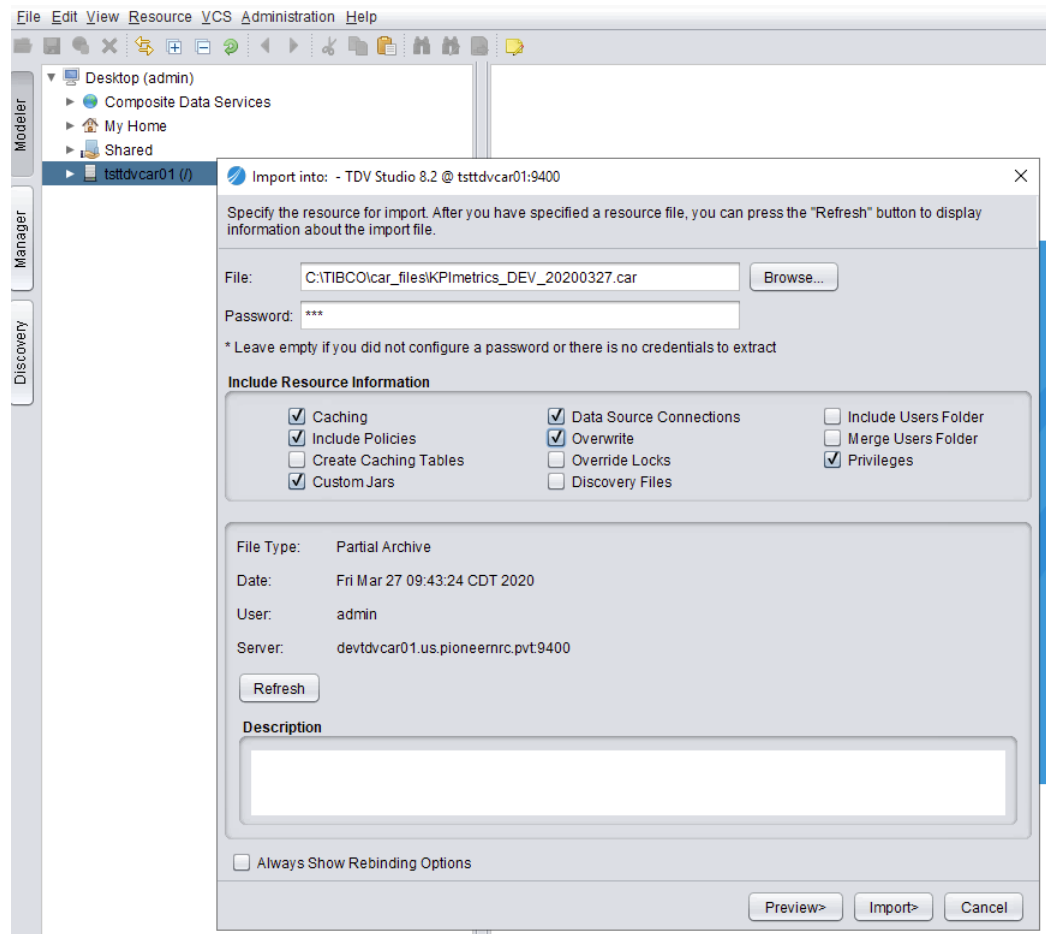 File Edit View Resource VCS Administration Help
Desktop (admin)
Composite Data Services
My Home
Shared
tsttdvcar01 (/)
Modeler
Manager
Discovery
Import into: - TDV Studio 8.2 @ tsttdvcar01:9400
Specify the resource for import. After you have specified a resource file, you can press the "Refresh" button to display
information about the import file.
File: C:\TIBCO\car_files\KPImetrics_DEV_20200327.car Browse...
Password: ***
* Leave empty if you did not configure a password or there is no credentials to extract
Include Resource Information
Caching Data Source Connections Include Users Folder
Include Policies Overwrite Merge Users Folder
Create Caching Tables Override Locks Privileges
Custom Jars Discovery Files
File Type: Partial Archive
Date: Fri Mar 27 09:43:24 CDT 2020
User: admin
Server: devtdvcar01.us.pioneernrc.pvt:9400
Refresh
Description
Always Show Rebinding Options
Preview> Import> Cancel